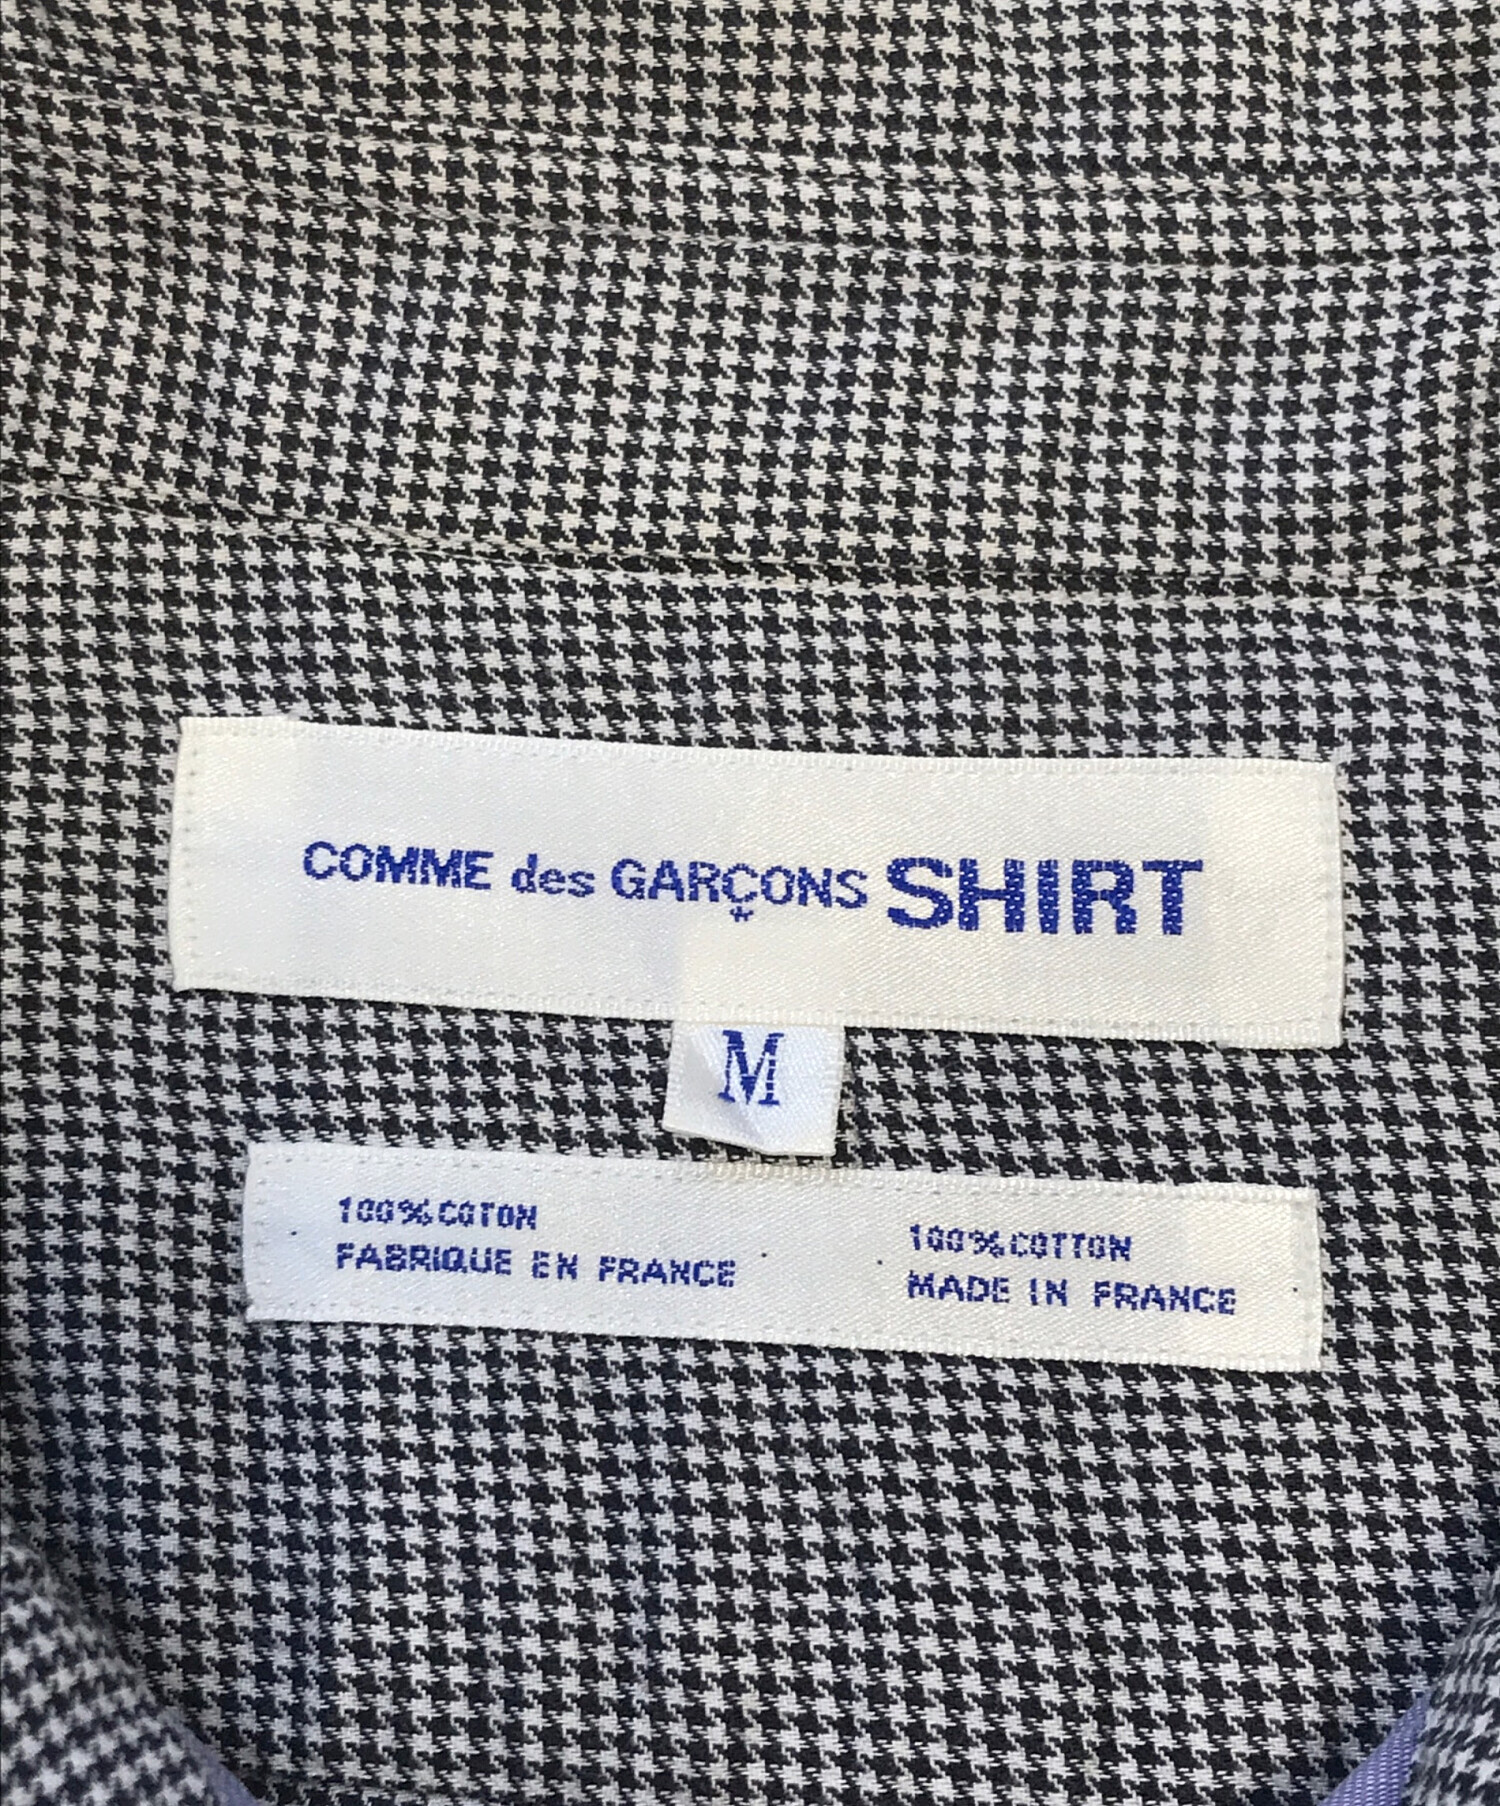 COMME des GARÇONS SHIRT
M
100%COTON
FABRIQUE EN FRANCE
100%COTTON
MADE IN FRANCE